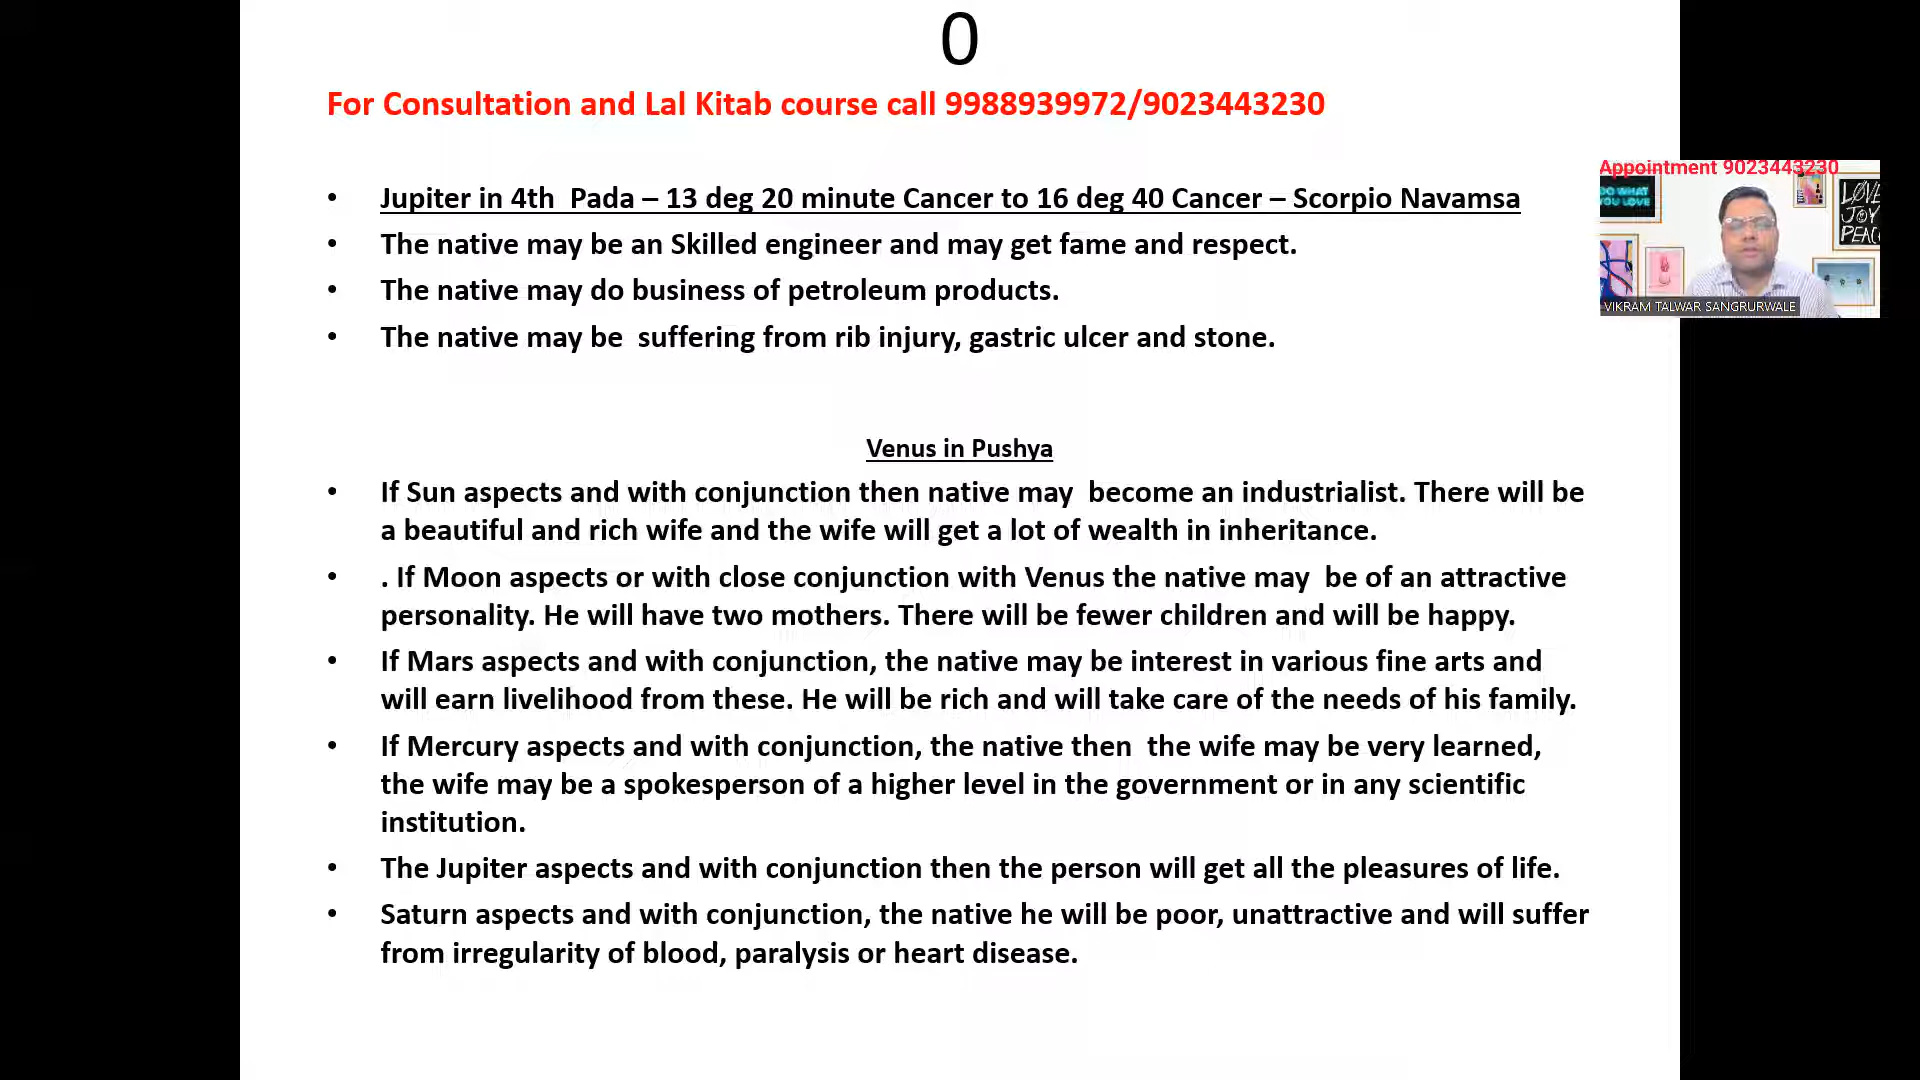 0
For Consultation and Lal Kitab course call 9988939972/9023443230
Appointment 9023443230
DO WHAT
YOU LOVE
LOVE
JOY
PEAC
VIKRAM TALWAR SANGRURWALE
• Jupiter in 4th  Pada – 13 deg 20 minute Cancer to 16 deg 40 Cancer – Scorpio Navamsa
• The native may be an Skilled engineer and may get fame and respect.
• The native may do business of petroleum products.
• The native may be  suffering from rib injury, gastric ulcer and stone.
Venus in Pushya
• If Sun aspects and with conjunction then native may  become an industrialist. There will be
a beautiful and rich wife and the wife will get a lot of wealth in inheritance.
• . If Moon aspects or with close conjunction with Venus the native may  be of an attractive
personality. He will have two mothers. There will be fewer children and will be happy.
• If Mars aspects and with conjunction, the native may be interest in various fine arts and
will earn livelihood from these. He will be rich and will take care of the needs of his family.
• If Mercury aspects and with conjunction, the native then  the wife may be very learned,
the wife may be a spokesperson of a higher level in the government or in any scientific
institution.
• The Jupiter aspects and with conjunction then the person will get all the pleasures of life.
• Saturn aspects and with conjunction, the native he will be poor, unattractive and will suffer
from irregularity of blood, paralysis or heart disease.